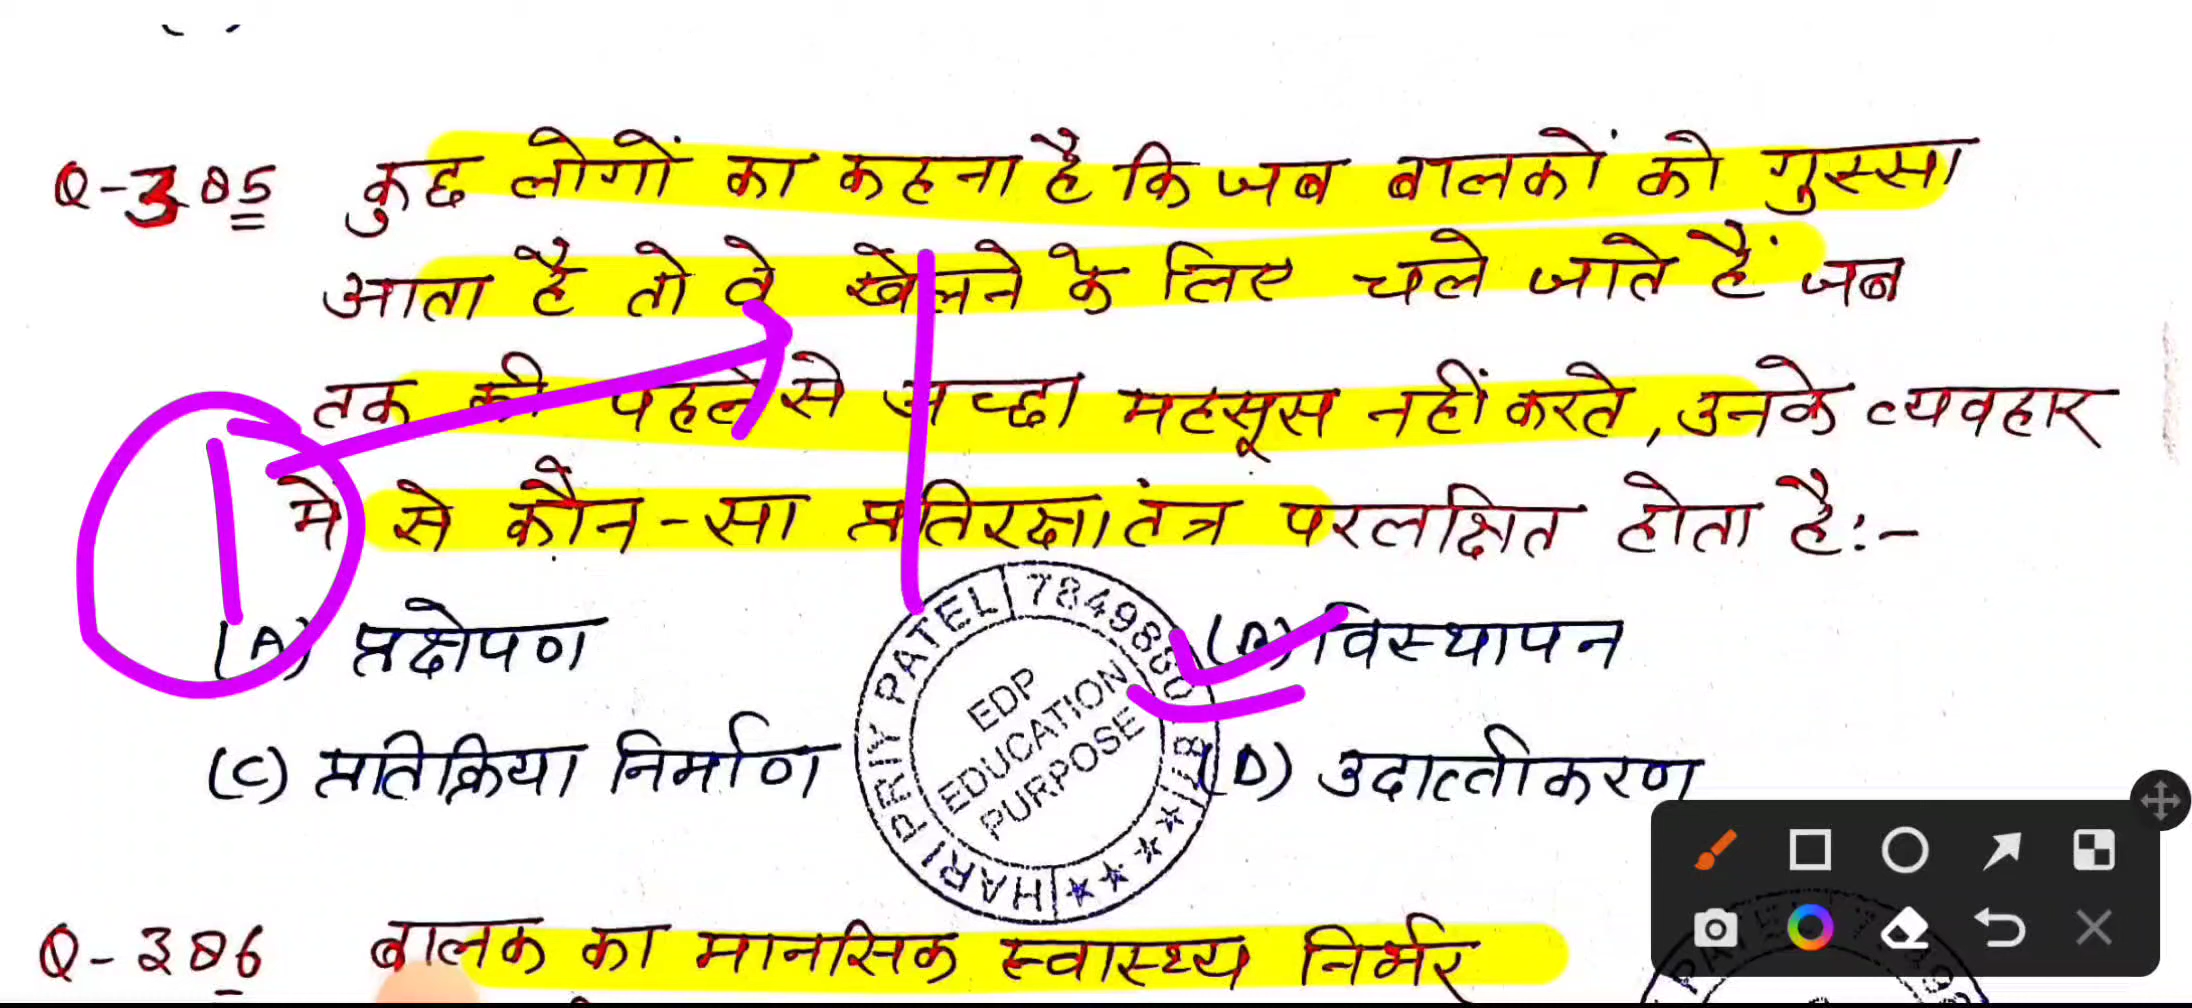 Q-385 कुछ लोगों का कहना है कि जब बालकों को गुस्सा
आता है तो वे खेलने के लिए चले जाते हैं जब
तक की पहले से अच्छा महसूस नहीं करते, उनके व्यवहार
मे से कौन-सा प्रतिरक्षातंत्र परलक्षित होता है:-
(A) प्रक्षेपण (B) विस्थापन
(C) प्रतिक्रिया निर्माण (D) उदात्तीकरण
HARI PRIY PATEL
EDP
EDUCATION
PURPOSE
Q-386 बालक का मानसिक स्वास्थ्य निर्भर